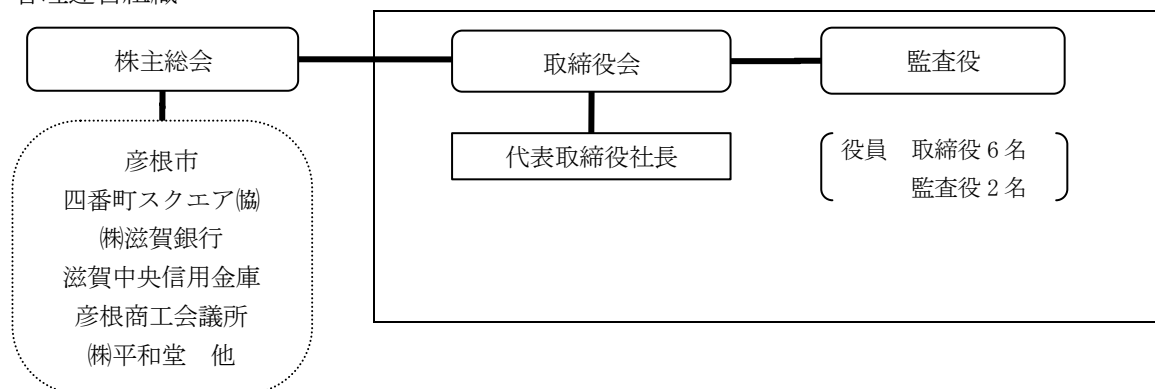 管理運営組織
株主総会
取締役会
監査役
代表取締役社長
役員　取締役6名
監査役2名
彦根市
四番町スクエア㈿
㈱滋賀銀行
滋賀中央信用金庫
彦根商工会議所
㈱平和堂　他